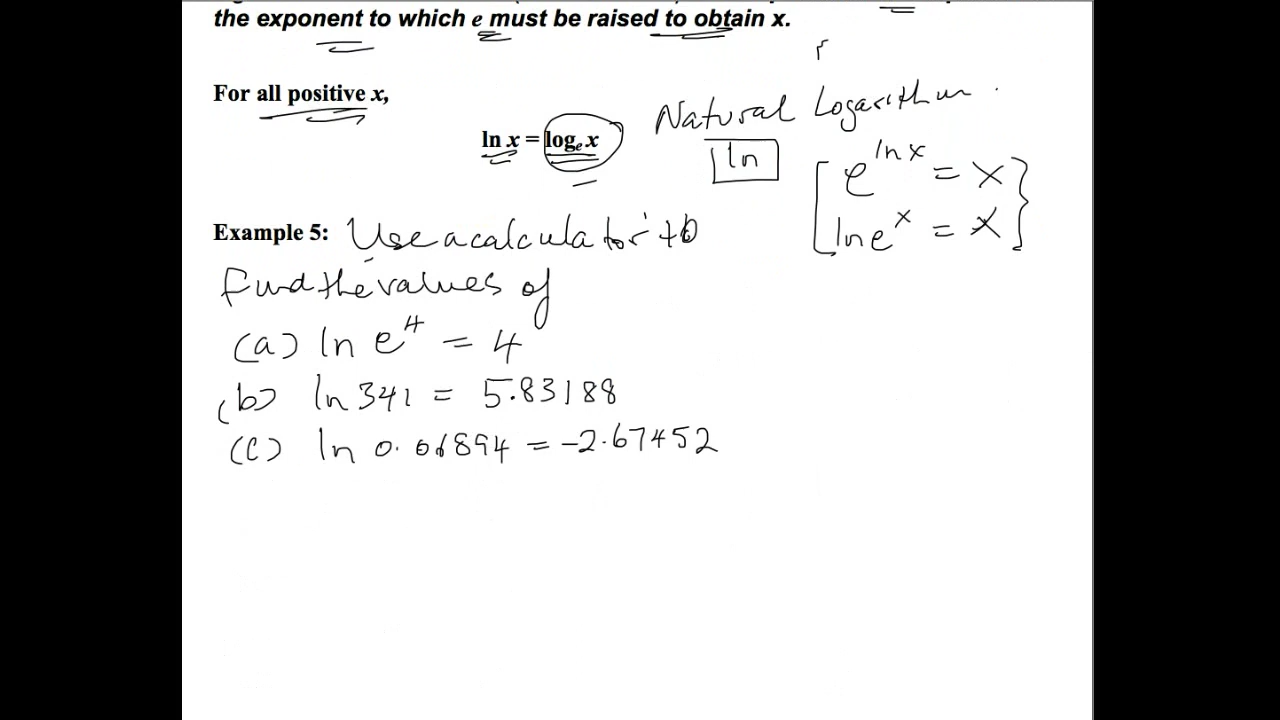 the exponent to which e must be raised to obtain x.
For all positive x,
Natural Logarithm.
ln x = logₑ x
ln
e^{ln x} = x
ln e^x = x
Example 5: Use a calculator to
find the values of
(a) ln e^4 = 4
(b) ln 341 = 5.83188
(c) ln 0.06894 = -2.67452